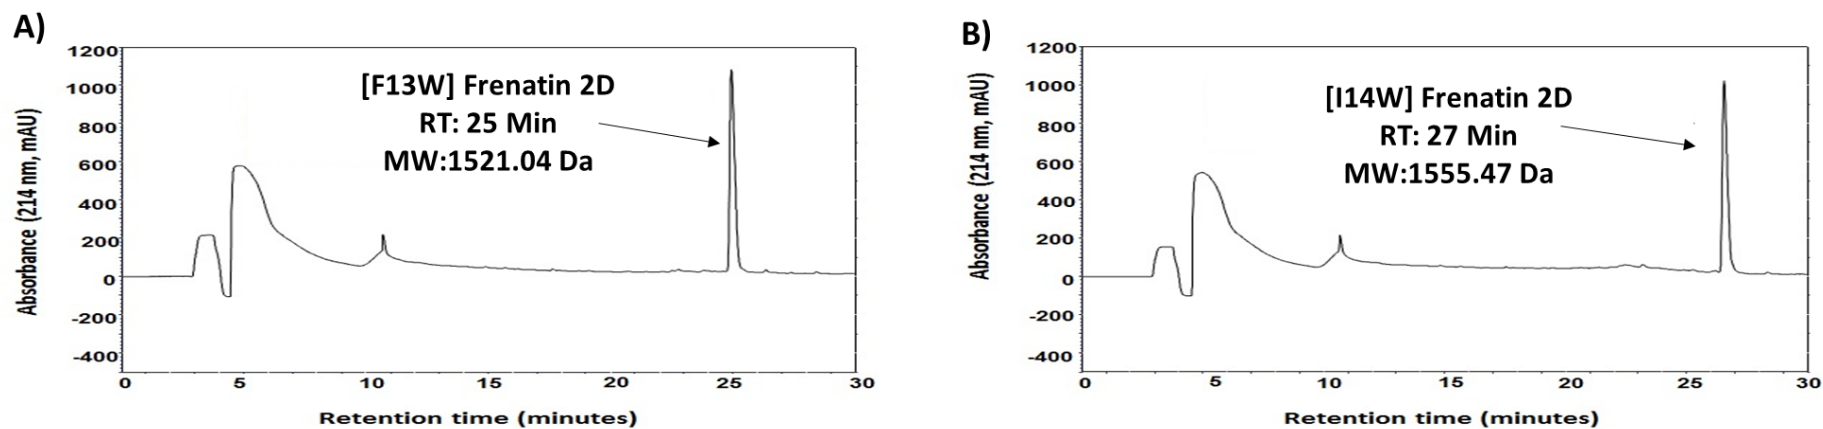 A)
Absorbance (214 nm, mAU)
1200
1000
800
600
400
200
0
-200
-400
[F13W] Frenatin 2D
RT: 25 Min
MW:1521.04 Da
0 5 10 15 20 25 30
Retention time (minutes)
B)
Absorbance (214 nm, mAU)
1200
1000
800
600
400
200
0
-200
-400
[I14W] Frenatin 2D
RT: 27 Min
MW:1555.47 Da
0 5 10 15 20 25 30
Retention time (minutes)